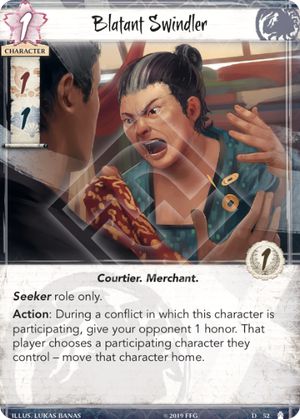 Blatant Swindler
1
CHARACTER
1
1
1
Courtier. Merchant.
Seeker role only.
Action: During a conflict in which this character is
participating, give your opponent 1 honor. That
player chooses a participating character they
control – move that character home.
ILLUS. LUKAS BANAS ©2019 FFG D 52